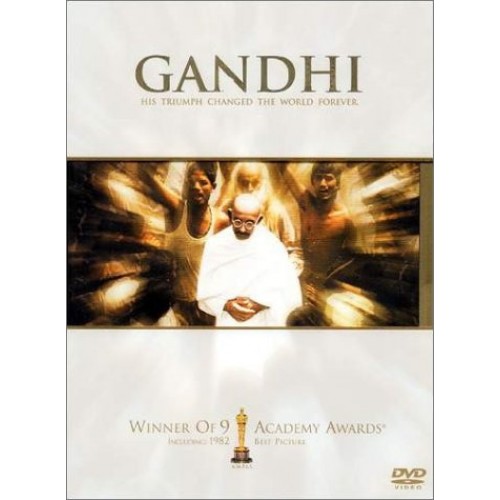 GANDHI
HIS TRIUMPH CHANGED THE WORLD FOREVER.
WINNER OF 9 ACADEMY AWARDS®
INCLUDING 1982 BEST PICTURE
DVD
VIDEO